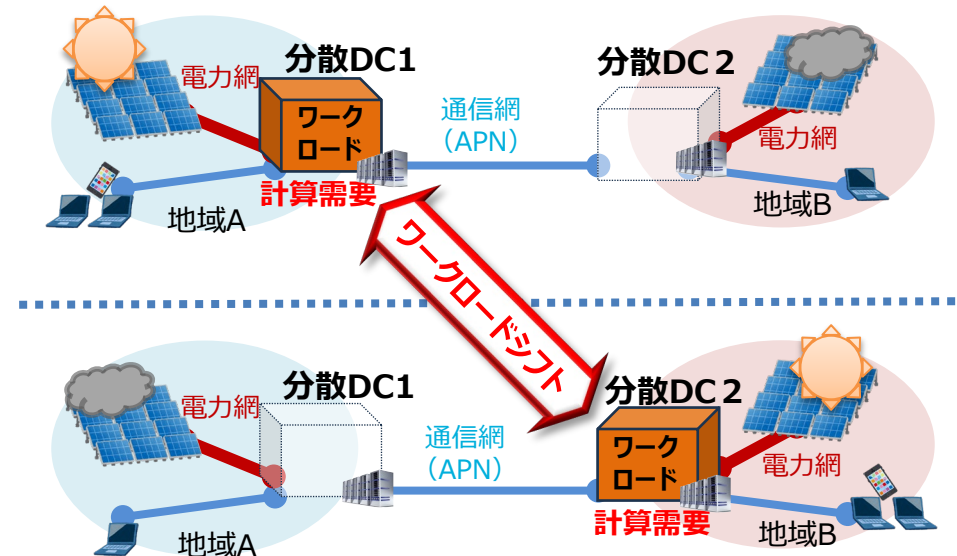 分散DC1
分散DC２
電力網
ワーク
ロード
通信網
（APN）
電力網
計算需要
地域A
地域B
ワークロードシフト
分散DC1
分散DC２
電力網
通信網
（APN）
ワーク
ロード
電力網
計算需要
地域A
地域B